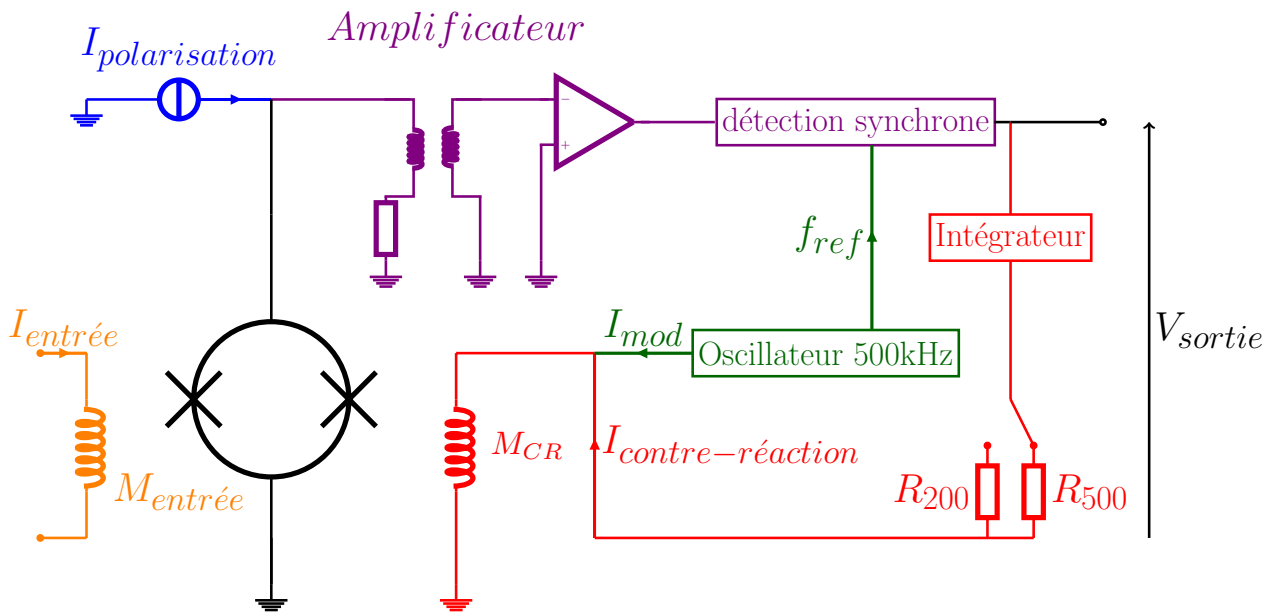 Amplificateur
I_polarisation
−
+
détection synchrone
f_ref
Intégrateur
I_entrée
I_mod
Oscillateur 500kHz
V_sortie
M_CR
I_contre−réaction
M_entrée
R_200
R_500